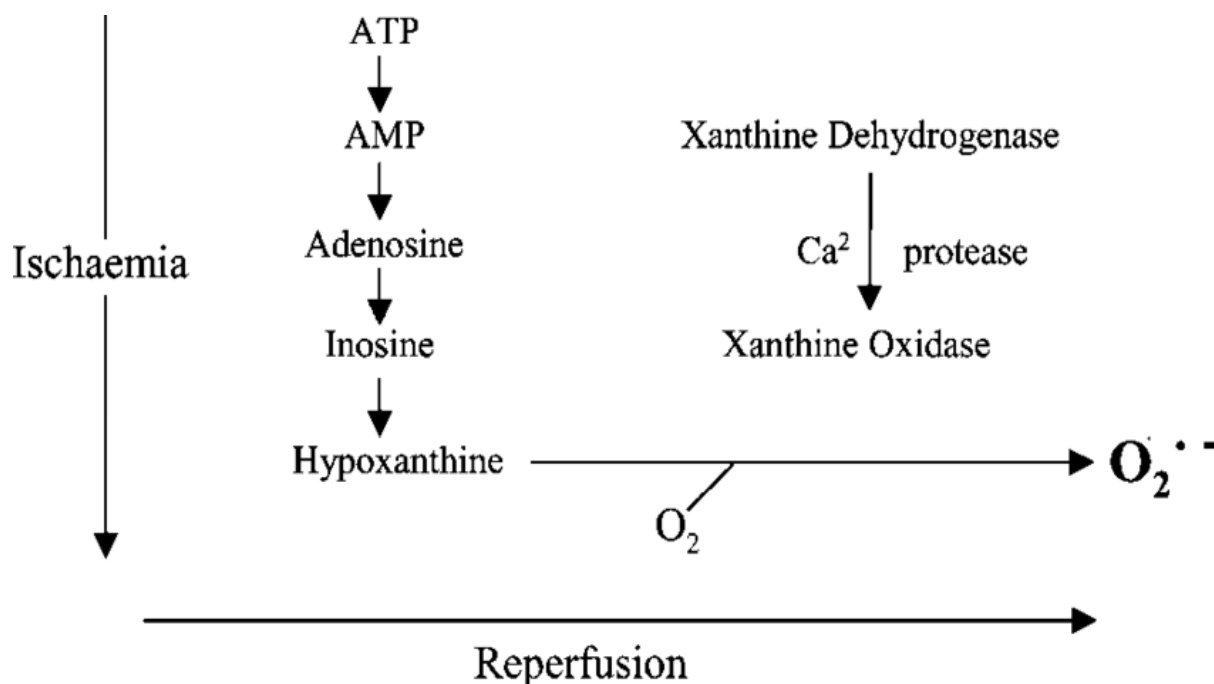 ATP
AMP
Xanthine Dehydrogenase
Adenosine
Ca² protease
Ischaemia
Inosine
Xanthine Oxidase
Hypoxanthine
O₂˙⁻
O₂
Reperfusion